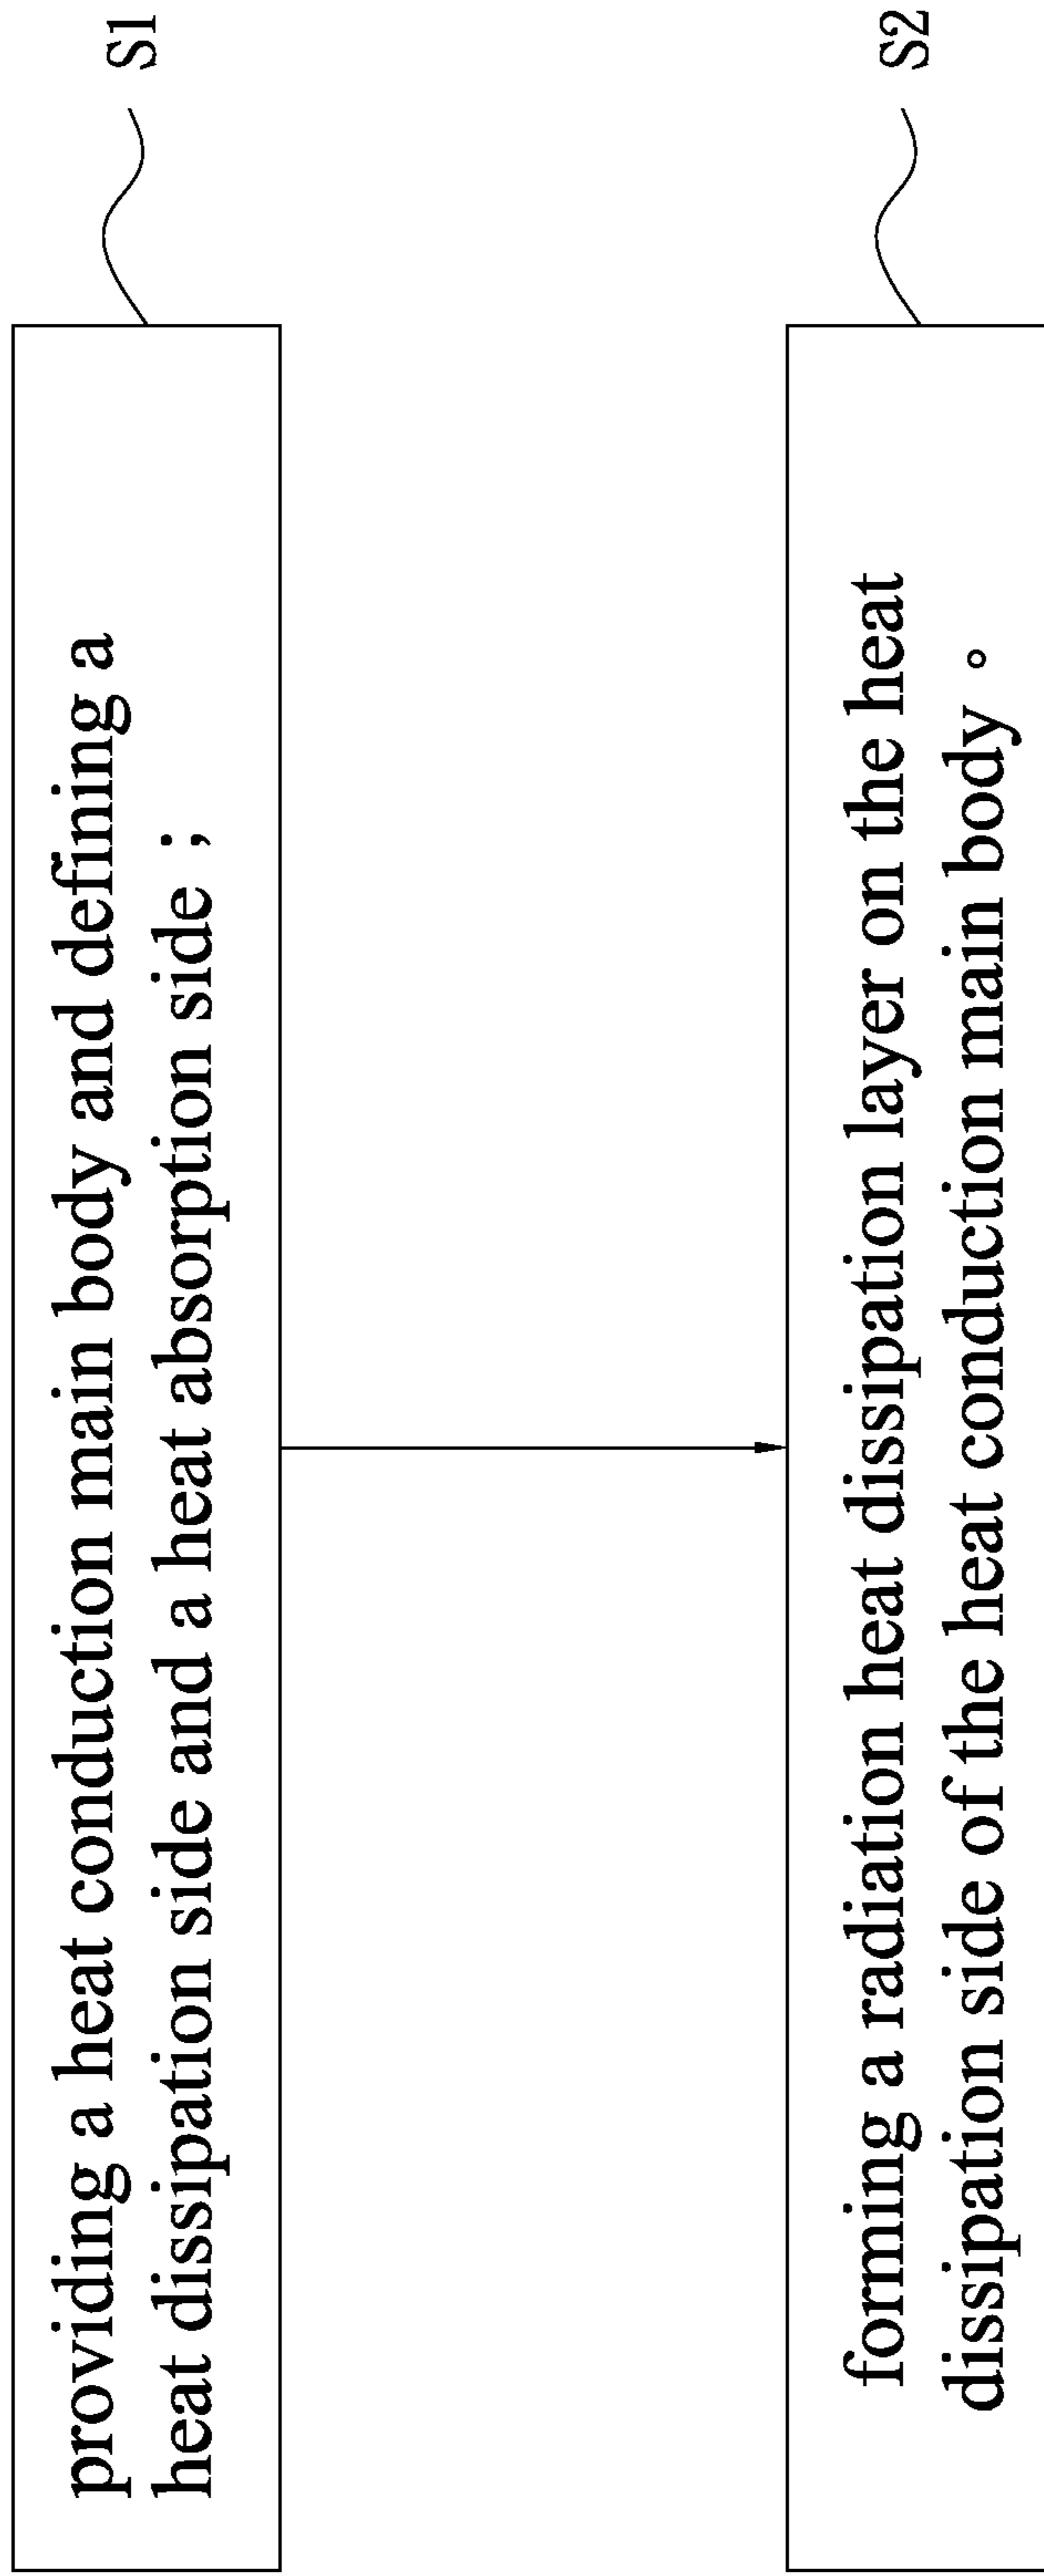 providing a heat conduction main body and defining a
heat dissipation side and a heat absorption side ;
S1
forming a radiation heat dissipation layer on the heat
dissipation side of the heat conduction main body 。
S2